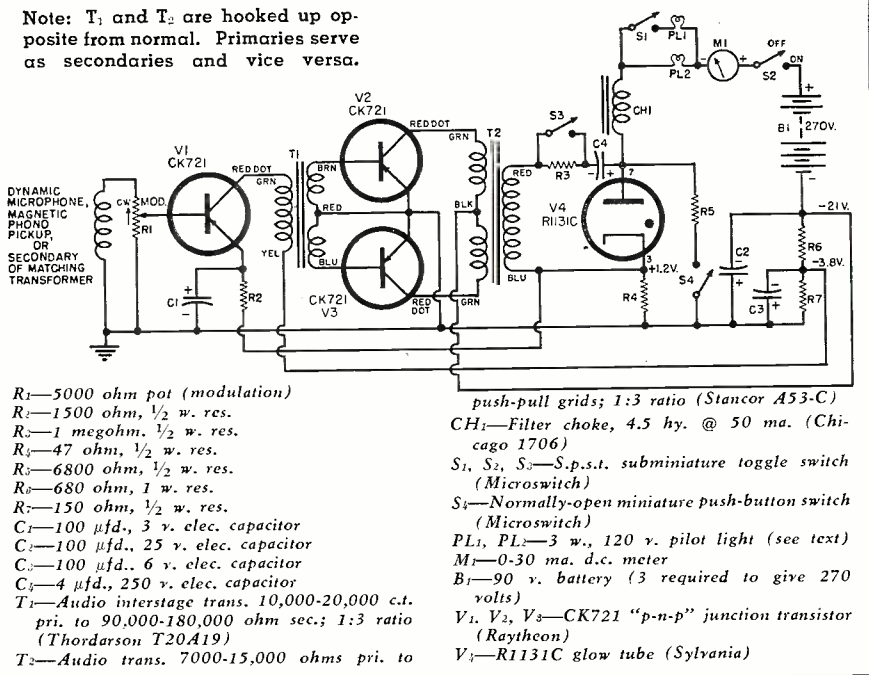 Note: T1 and T2 are hooked up op-
posite from normal. Primaries serve
as secondaries and vice versa.
S1
PL1
PL2
M1
-
+
OFF
S2
ON
+
B1
270V.
-
CH1
V2
CK721
RED DOT
GRN
T2
S3
C4
-
+
R3
RED
7
V1
CK721
RED DOT
GRN
T1
BRN
RED
BLK
V4
R1131C
R5
-21V.
DYNAMIC
MICROPHONE,
MAGNETIC
PHONO
PICKUP,
OR
SECONDARY
OF MATCHING
TRANSFORMER
CW
MOD.
R1
YEL
BLU
BLU
3
+1.2V.
C2
-
+
R6
-3.8V.
+
C1
-
R2
CK721
V3
RED
DOT
GRN
R4
S4
-
C3
+
R7
R1—5000 ohm pot (modulation)
R2—1500 ohm, ½ w. res.
R3—1 megohm. ½ w. res.
R4—47 ohm, ½ w. res.
R5—6800 ohm, ½ w. res.
R6—680 ohm, 1 w. res.
R7—150 ohm, ½ w. res.
C1—100 µfd., 3 v. elec. capacitor
C2—100 µfd., 25 v. elec. capacitor
C3—100 µfd.. 6 v. elec. capacitor
C4—4 µfd., 250 v. elec. capacitor
T1—Audio interstage trans. 10,000-20,000 c.t.
pri. to 90,000-180,000 ohm sec.; 1:3 ratio
(Thordarson T20A19)
T2—Audio trans. 7000-15,000 ohms pri. to
push-pull grids; 1:3 ratio (Stancor A53-C)
CH1—Filter choke, 4.5 hy. @ 50 ma. (Chi-
cago 1706)
S1, S2, S3—S.p.s.t. subminiature toggle switch
(Microswitch)
S4—Normally-open miniature push-button switch
(Microswitch)
PL1, PL2—3 w., 120 v. pilot light (see text)
M1—0-30 ma. d.c. meter
B1—90 v. battery (3 required to give 270
volts)
V1. V2, V3—CK721 "p-n-p" junction transistor
(Raytheon)
V4—R1131C glow tube (Sylvania)